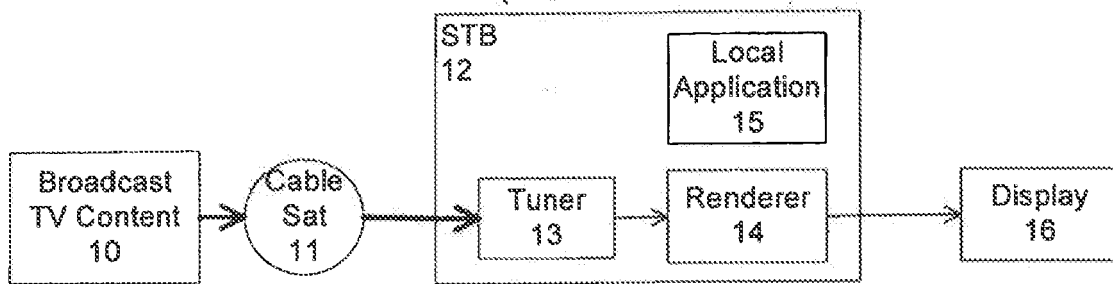 STB
12
Local
Application
15
Broadcast
TV Content
10
Cable
Sat
11
Tuner
13
Renderer
14
Display
16